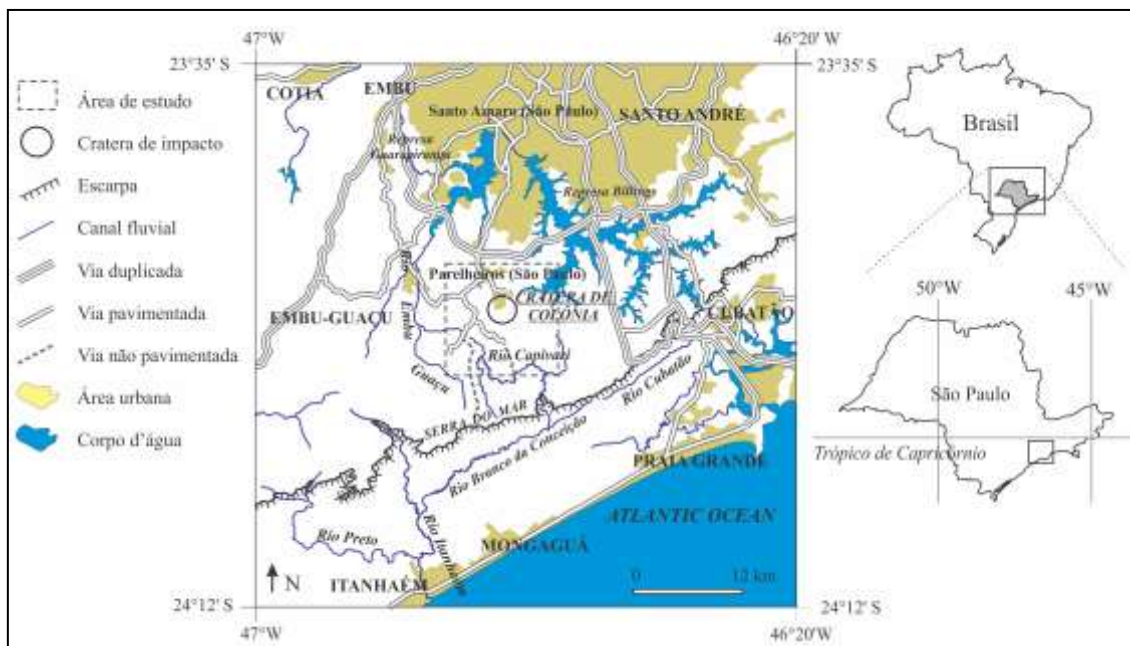 47°W
46°20' W
23°35' S
23°35' S
Área de estudo
Cratera de impacto
Escarpa
Canal fluvial
Via duplicada
Via pavimentada
Via não pavimentada
Área urbana
Corpo d'água
COTIA
EMBU
Santo Amaro (São Paulo)
SANTO ANDRÉ
Represa
Guarapiranga
Represa Billings
Parelheiros (São Paulo)
CRATERA DE
COLÔNIA
EMBU-GUAÇU
CUBATÃO
Rio
Embu
Guaçu
Rio Capivari
Rio Cubatão
SERRA DO MAR
Rio Branco da Conceição
PRAIA GRANDE
ATLANTIC OCEAN
Rio Preto
Rio Itanhaém
MONGAGUÁ
ITANHAÉM
N
0 12 km
24°12' S
24°12' S
47°W
46°20'W
Brasil
50°W
45°W
São Paulo
Trópico de Capricórnio